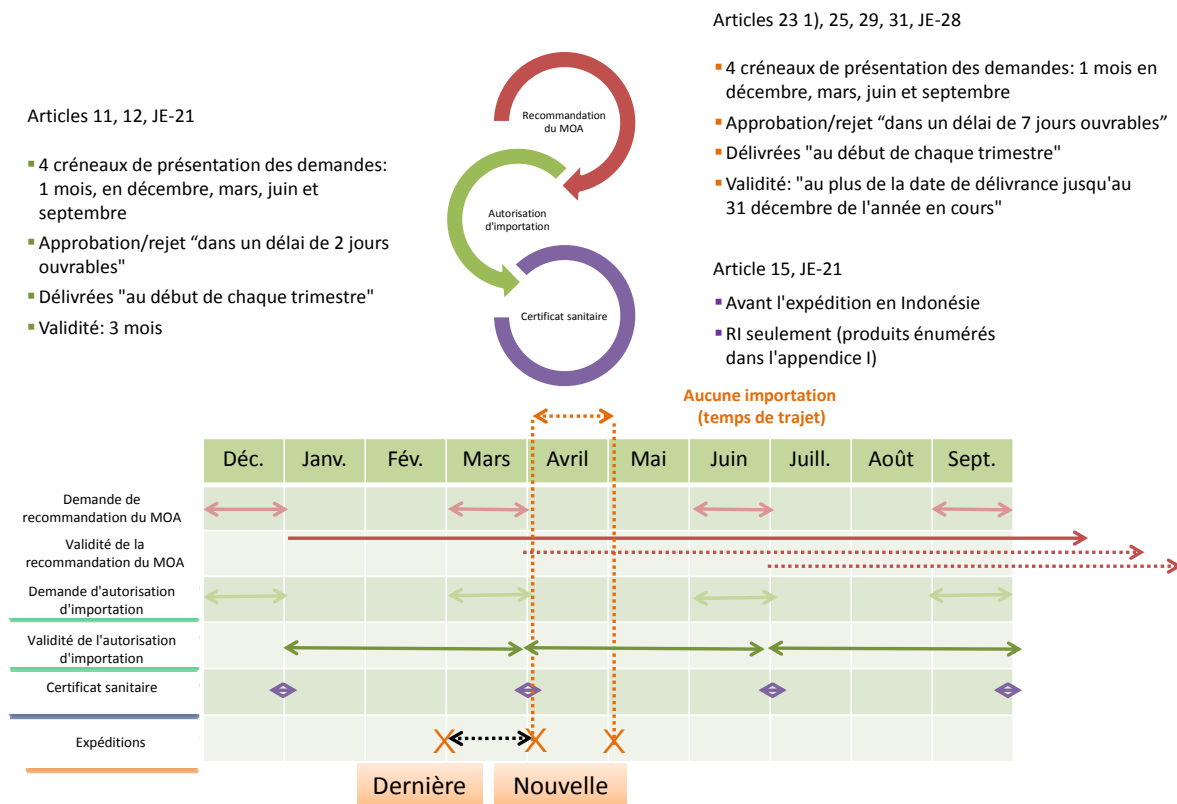 Articles 11, 12, JE-21
▪ 4 créneaux de présentation des demandes:
1 mois, en décembre, mars, juin et
septembre
▪ Approbation/rejet “dans un délai de 2 jours
ouvrables"
▪ Délivrées "au début de chaque trimestre"
▪ Validité: 3 mois
Recommandation
du MOA
Autorisation
d'importation
Certificat sanitaire
Articles 23 1), 25, 29, 31, JE-28
▪ 4 créneaux de présentation des demandes: 1 mois en
décembre, mars, juin et septembre
▪ Approbation/rejet “dans un délai de 7 jours ouvrables”
▪ Délivrées "au début de chaque trimestre"
▪ Validité: "au plus de la date de délivrance jusqu'au
31 décembre de l'année en cours"
Article 15, JE-21
▪ Avant l'expédition en Indonésie
▪ RI seulement (produits énumérés
dans l'appendice I)
Aucune importation
(temps de trajet)
Déc. Janv. Fév. Mars Avril Mai Juin Juill. Août Sept.
Demande de
recommandation du MOA
Validité de la
recommandation du MOA
Demande d'autorisation
d'importation
Validité de l'autorisation
d'importation
Certificat sanitaire
Expéditions
X X X
Dernière Nouvelle